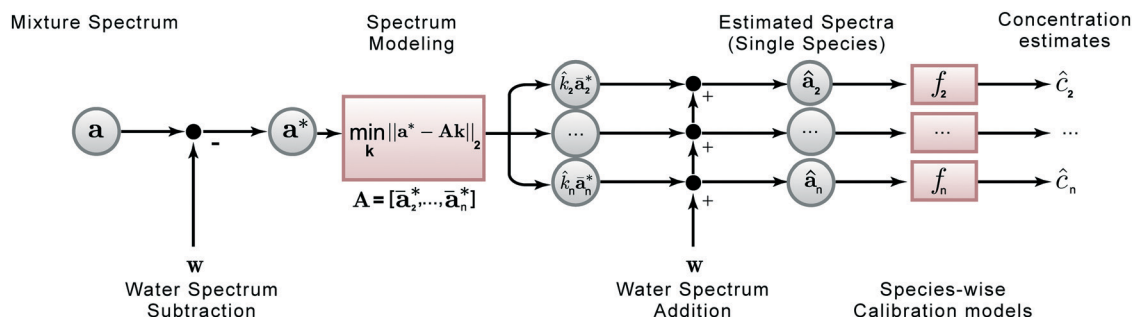 Mixture Spectrum
Spectrum
Modeling
Estimated Spectra
(Single Species)
Concentration
estimates
a
-
a*
min ||a* − Ak||₂
k
A = [ā₂*,..., āₙ*]
k̂₂ā₂*
...
k̂ₙāₙ*
+
+
+
â₂
...
âₙ
f₂
...
fₙ
ĉ₂
...
ĉₙ
w
Water Spectrum
Subtraction
w
Water Spectrum
Addition
Species-wise
Calibration models